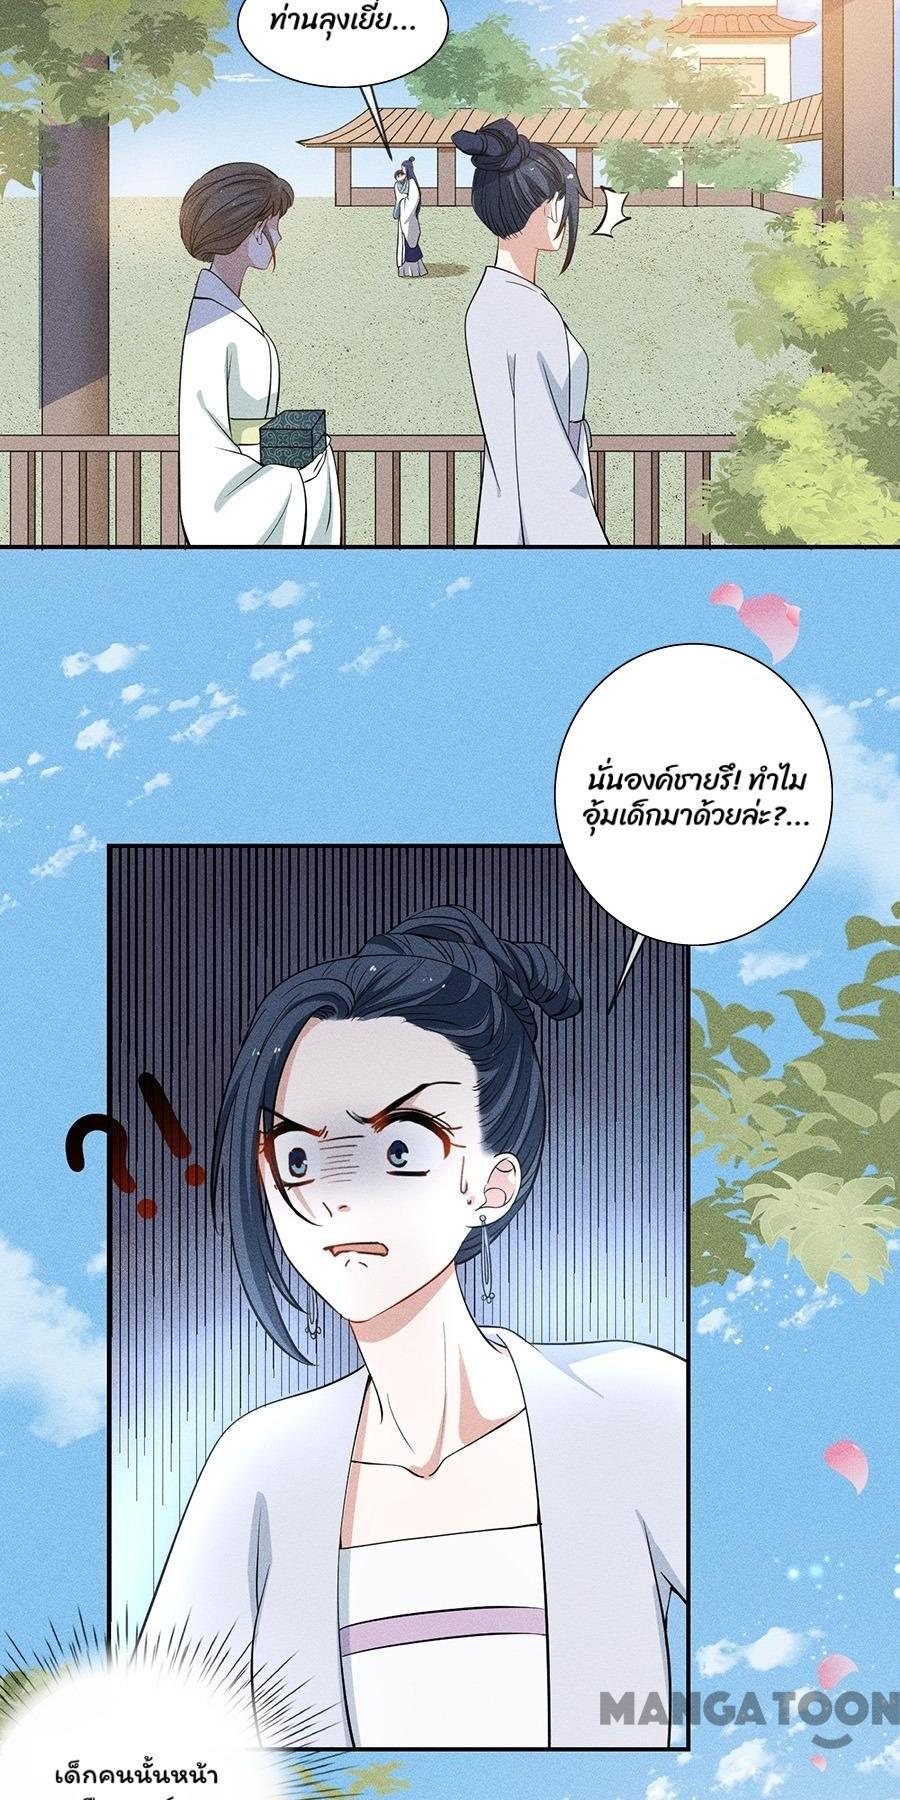 ท่านลุงเยี่ย...
นั่นองค์ชายรึ! ทำไม
อุ้มเด็กมาด้วยล่ะ?...
?!
MANGATOON
เด็กคนนั้นหน้า